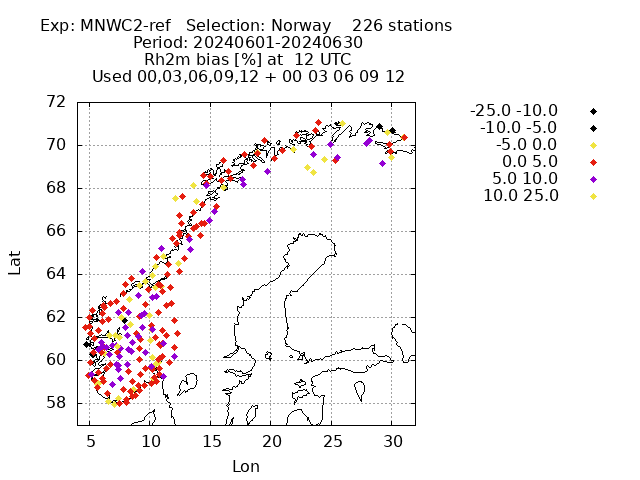 Exp: MNWC2-ref   Selection: Norway    226 stations
Period: 20240601-20240630
Rh2m bias [%] at  12 UTC
Used 00,03,06,09,12 + 00 03 06 09 12
72
70
68
66
64
62
60
58
5 10 15 20 25 30
Lat
Lon
-25.0 -10.0
-10.0 -5.0
-5.0 0.0
0.0 5.0
5.0 10.0
10.0 25.0